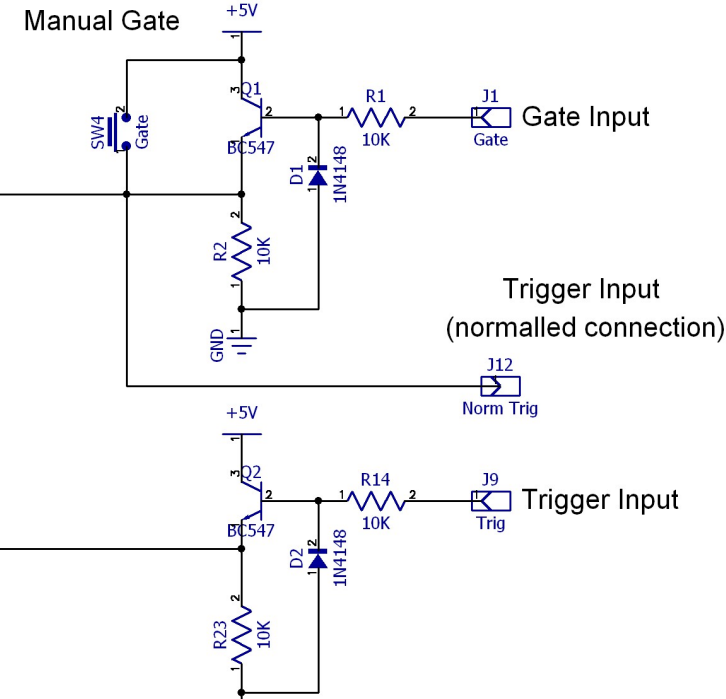 Manual Gate
+5V
1
3
Q1
2
1
R1
2
J1
1
Gate Input
SW4
2
Gate
1
10K
Gate
1
BC547
D1
2
1
1N4148
2
R2
10K
1
Trigger Input
(normalled connection)
GND
1
J12
1
Norm Trig
+5V
1
3
Q2
2
1
R14
2
J9
1
Trigger Input
10K
Trig
1
BC547
D2
2
1
1N4148
2
R23
10K
1